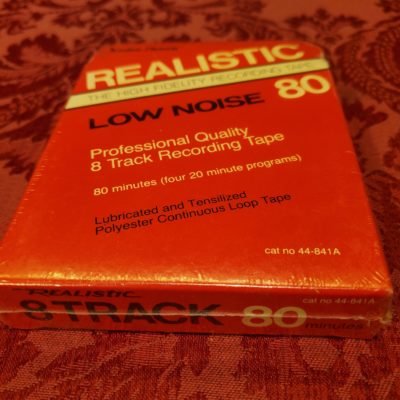 REALISTIC
THE HIGH FIDELITY RECORDING TAPE
LOW NOISE 80
Professional Quality
8 Track Recording Tape
80 minutes (four 20 minute programs)
Lubricated and Tensilized
Polyester Continuous Loop Tape
cat no 44-841A
REALISTIC
cat no 44-841A
8 TRACK 80 minutes